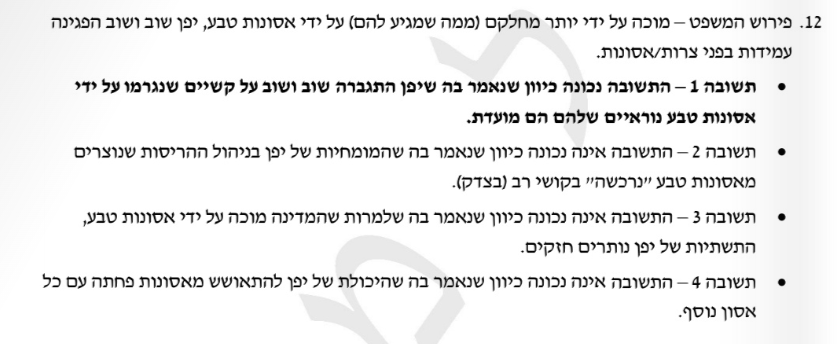 12. פירוש המשפט – מוכה על ידי יותר מחלקם (ממה שמגיע להם) על ידי אסונות טבע, יפן שוב ושוב הפגינה
עמידות בפני צרות/אסונות.
• תשובה 1 – התשובה נכונה כיוון שנאמר בה שיפן התגברה שוב ושוב על קשיים שנגרמו על ידי
אסונות טבע נוראיים שלהם הם מועדת.
• תשובה 2 – התשובה אינה נכונה כיוון שנאמר בה שהמומחיות של יפן בניהול ההריסות שנוצרים
מאסונות טבע "נרכשה" בקושי רב (בצדק).
• תשובה 3 – התשובה אינה נכונה כיוון שנאמר בה שלמרות שהמדינה מוכה על ידי אסונות טבע,
התשתיות של יפן נותרים חזקים.
• תשובה 4 – התשובה אינה נכונה כיוון שנאמר בה שהיכולת של יפן להתאושש מאסונות פחתה עם כל
אסון נוסף.